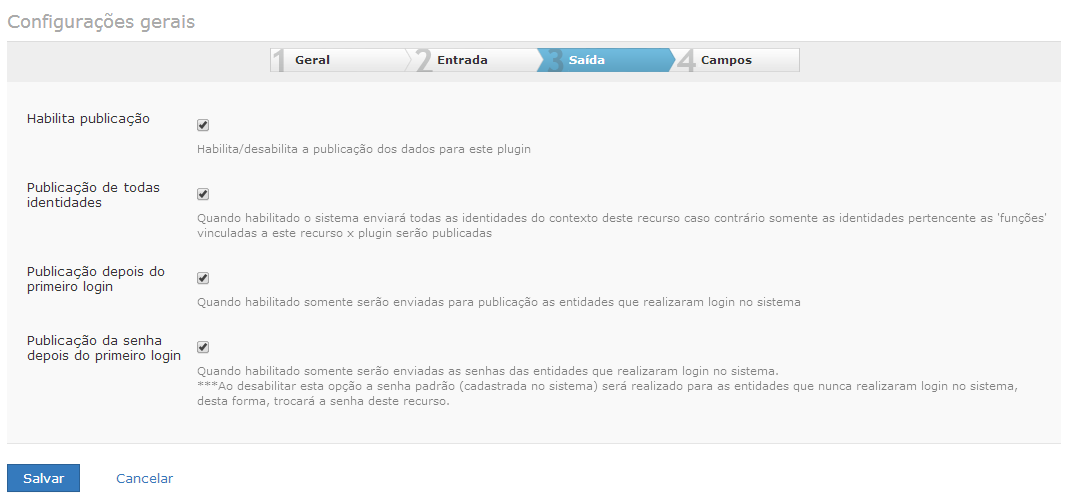 Configurações gerais
1 Geral 2 Entrada 3 Saída 4 Campos
Habilita publicação
Habilita/desabilita a publicação dos dados para este plugin
Publicação de todas
identidades
Quando habilitado o sistema enviará todas as identidades do contexto deste recurso caso contrário somente as identidades pertencente as 'funções'
vinculadas a este recurso x plugin serão publicadas
Publicação depois do
primeiro login
Quando habilitado somente serão enviadas para publicação as entidades que realizaram login no sistema
Publicação da senha
depois do primeiro login
Quando habilitado somente serão enviadas as senhas das entidades que realizaram login no sistema.
***Ao desabilitar esta opção a senha padrão (cadastrada no sistema) será realizado para as entidades que nunca realizaram login no sistema,
desta forma, trocará a senha deste recurso.
Salvar Cancelar